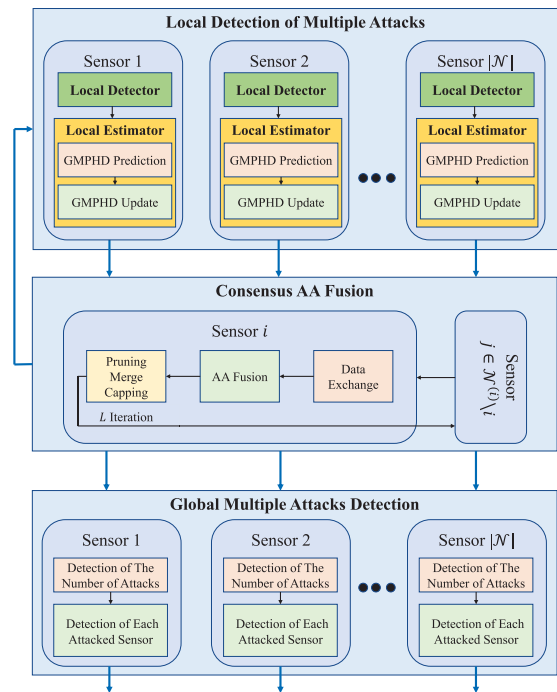 Local Detection of Multiple Attacks
Sensor 1
Local Detector
Local Estimator
GMPHD Prediction
GMPHD Update
Sensor 2
Local Detector
Local Estimator
GMPHD Prediction
GMPHD Update
Sensor |𝒩|
Local Detector
Local Estimator
GMPHD Prediction
GMPHD Update
Consensus AA Fusion
Sensor i
Pruning
Merge
Capping
AA Fusion
Data
Exchange
L Iteration
Sensor
j ∈ 𝒩⁽ⁱ⁾\i
Global Multiple Attacks Detection
Sensor 1
Detection of The
Number of Attacks
Detection of Each
Attacked Sensor
Sensor 2
Detection of The
Number of Attacks
Detection of Each
Attacked Sensor
Sensor |𝒩|
Detection of The
Number of Attacks
Detection of Each
Attacked Sensor